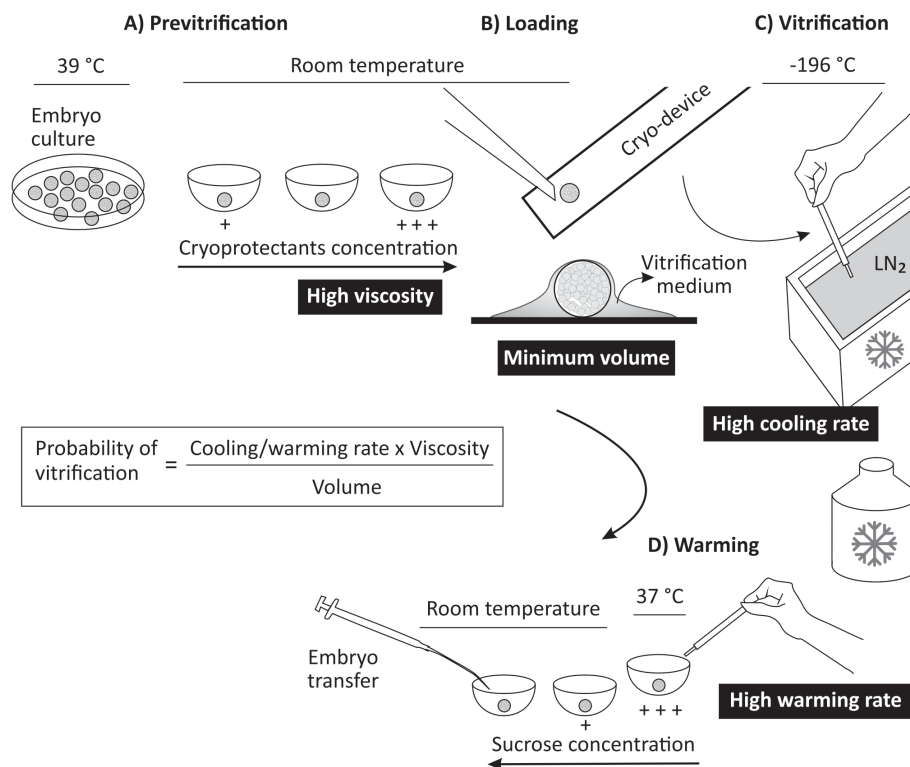 A) Previtrification
B) Loading
C) Vitrification
39 °C
Room temperature
-196 °C
Embryo
culture
Cryo-device
+
+ + +
Cryoprotectants concentration
High viscosity
Vitrification
medium
Minimum volume
LN₂
High cooling rate
Probability of
vitrification
=
Cooling/warming rate x Viscosity
Volume
D) Warming
Room temperature
37 °C
Embryo
transfer
+
+ + +
High warming rate
Sucrose concentration